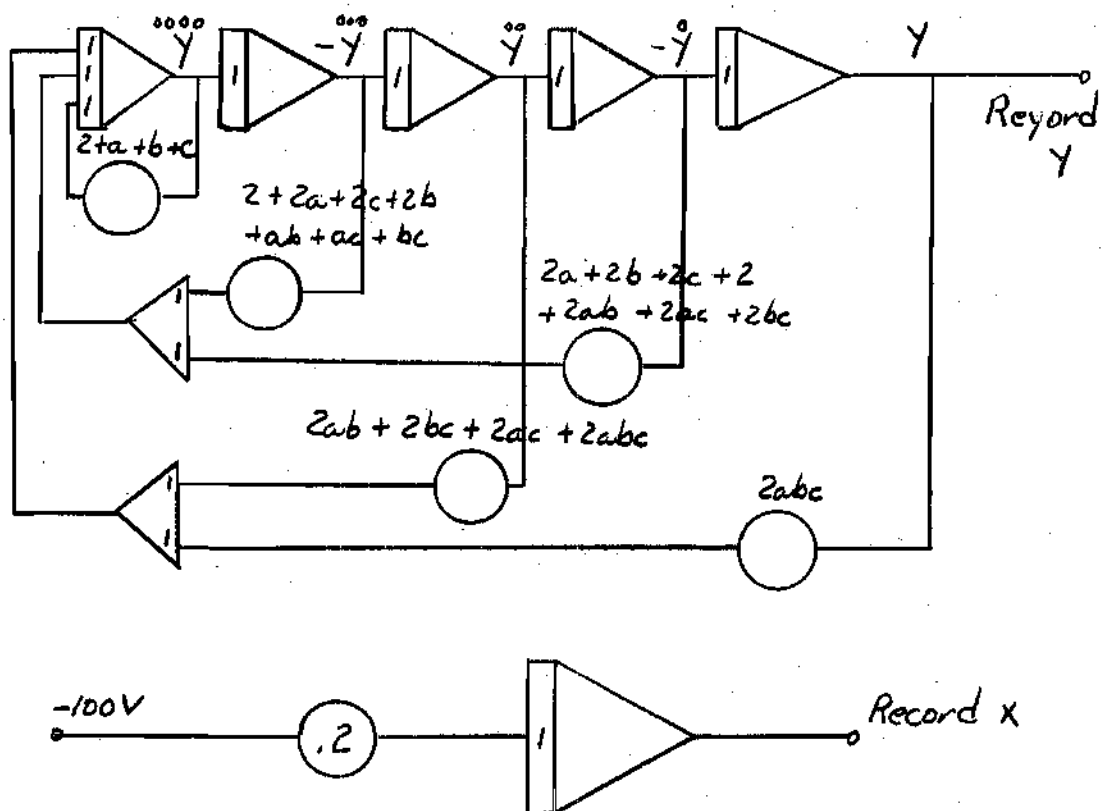 ÿ̈ -y⃛ ÿ -ẏ Y
1 1 1 1 1
1
1
Reyord
Y
2+a+b+c
2+2a+2c+2b
+ab+ac+bc
2a+2b+2c+2
+2ab+2ac+2bc
1
1
2ab+2bc+2ac+2abc
1
1
2abc
-100V
.2
1
Record X